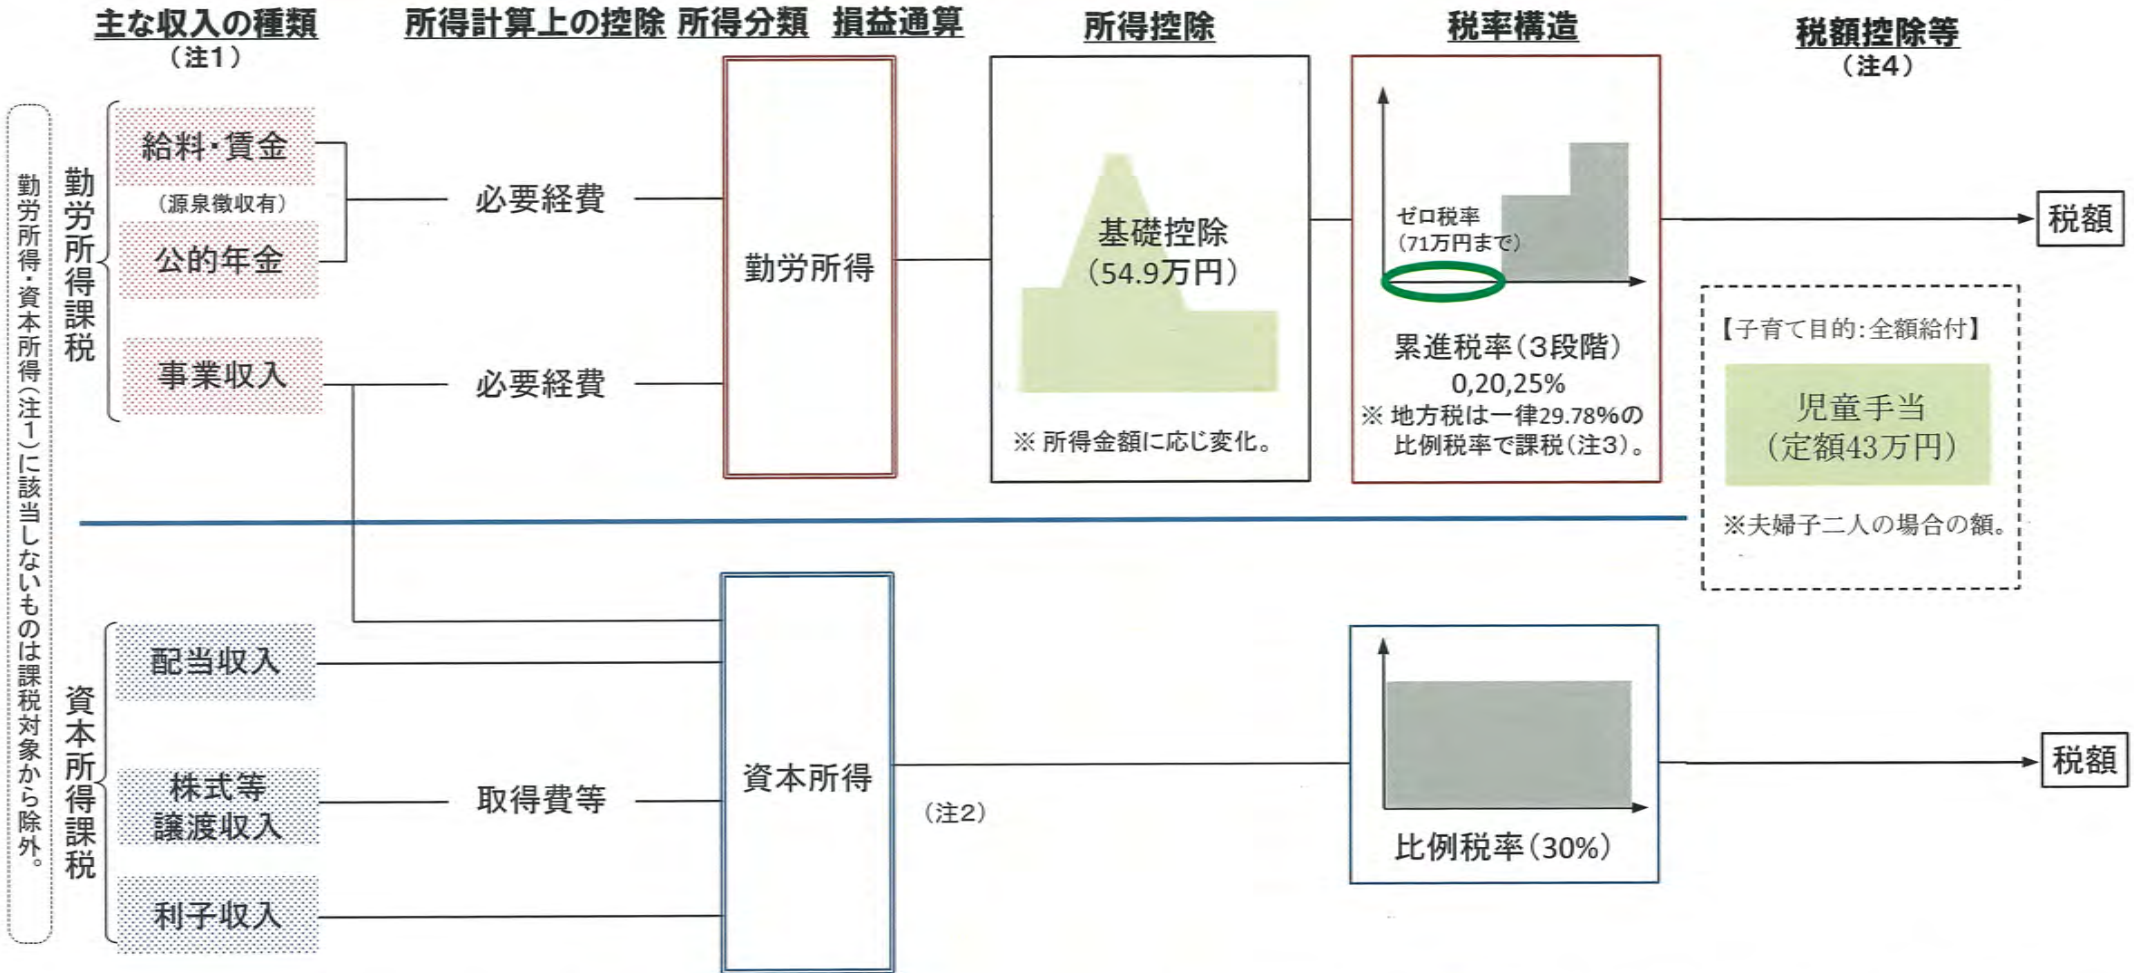 主な収入の種類
（注1）
所得計算上の控除
所得分類
損益通算
所得控除
税率構造
税額控除等
（注4）
勤労所得・資本所得（注1）に該当しないものは課税対象から除外。
勤労所得課税
給料・賃金
（源泉徴収有）
公的年金
事業収入
必要経費
必要経費
勤労所得
基礎控除
（54.9万円）
※ 所得金額に応じ変化。
ゼロ税率
（71万円まで）
累進税率（3段階）
0,20,25%
※ 地方税は一律29.78%の
比例税率で課税（注3）。
税額
【子育て目的：全額給付】
児童手当
（定額43万円）
※夫婦子二人の場合の額。
資本所得課税
配当収入
株式等
譲渡収入
利子収入
取得費等
資本所得
（注2）
比例税率（30%）
税額